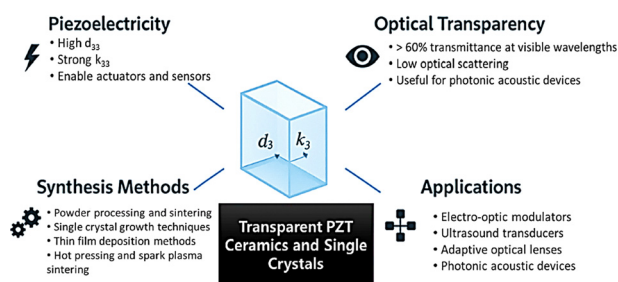 Piezoelectricity
• High d33
• Strong k33
• Enable actuators and sensors
Optical Transparency
• > 60% transmittance at visible wavelengths
• Low optical scattering
• Useful for photonic acoustic devices
d3 k3
Synthesis Methods
• Powder processing and sintering
• Single crystal growth techniques
• Thin film deposition methods
• Hot pressing and spark plasma
sintering
Transparent PZT
Ceramics and Single
Crystals
Applications
• Electro-optic modulators
• Ultrasound transducers
• Adaptive optical lenses
• Photonic acoustic devices